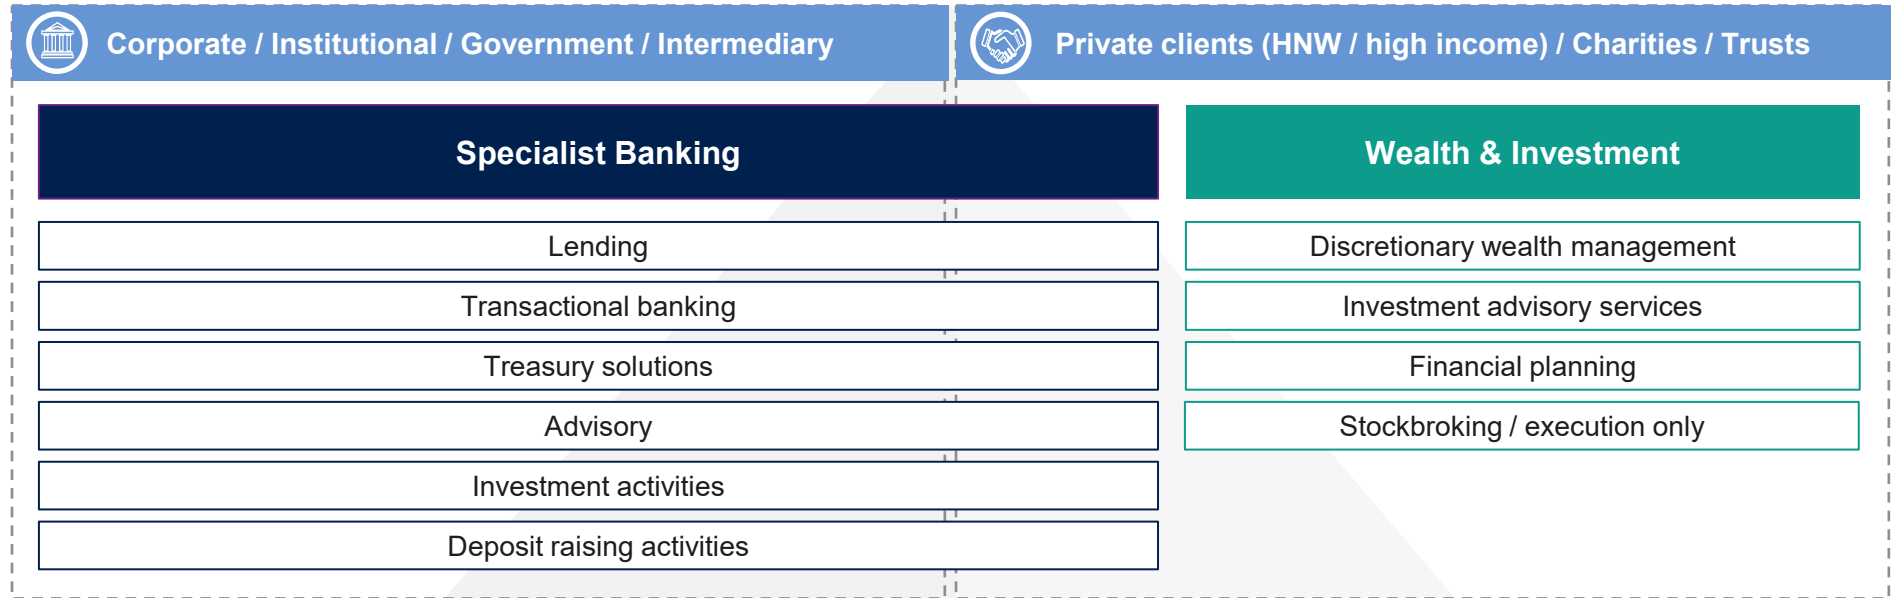 Corporate / Institutional / Government / Intermediary
Private clients (HNW / high income) / Charities / Trusts
Specialist Banking
Lending
Transactional banking
Treasury solutions
Advisory
Investment activities
Deposit raising activities
Wealth & Investment
Discretionary wealth management
Investment advisory services
Financial planning
Stockbroking / execution only